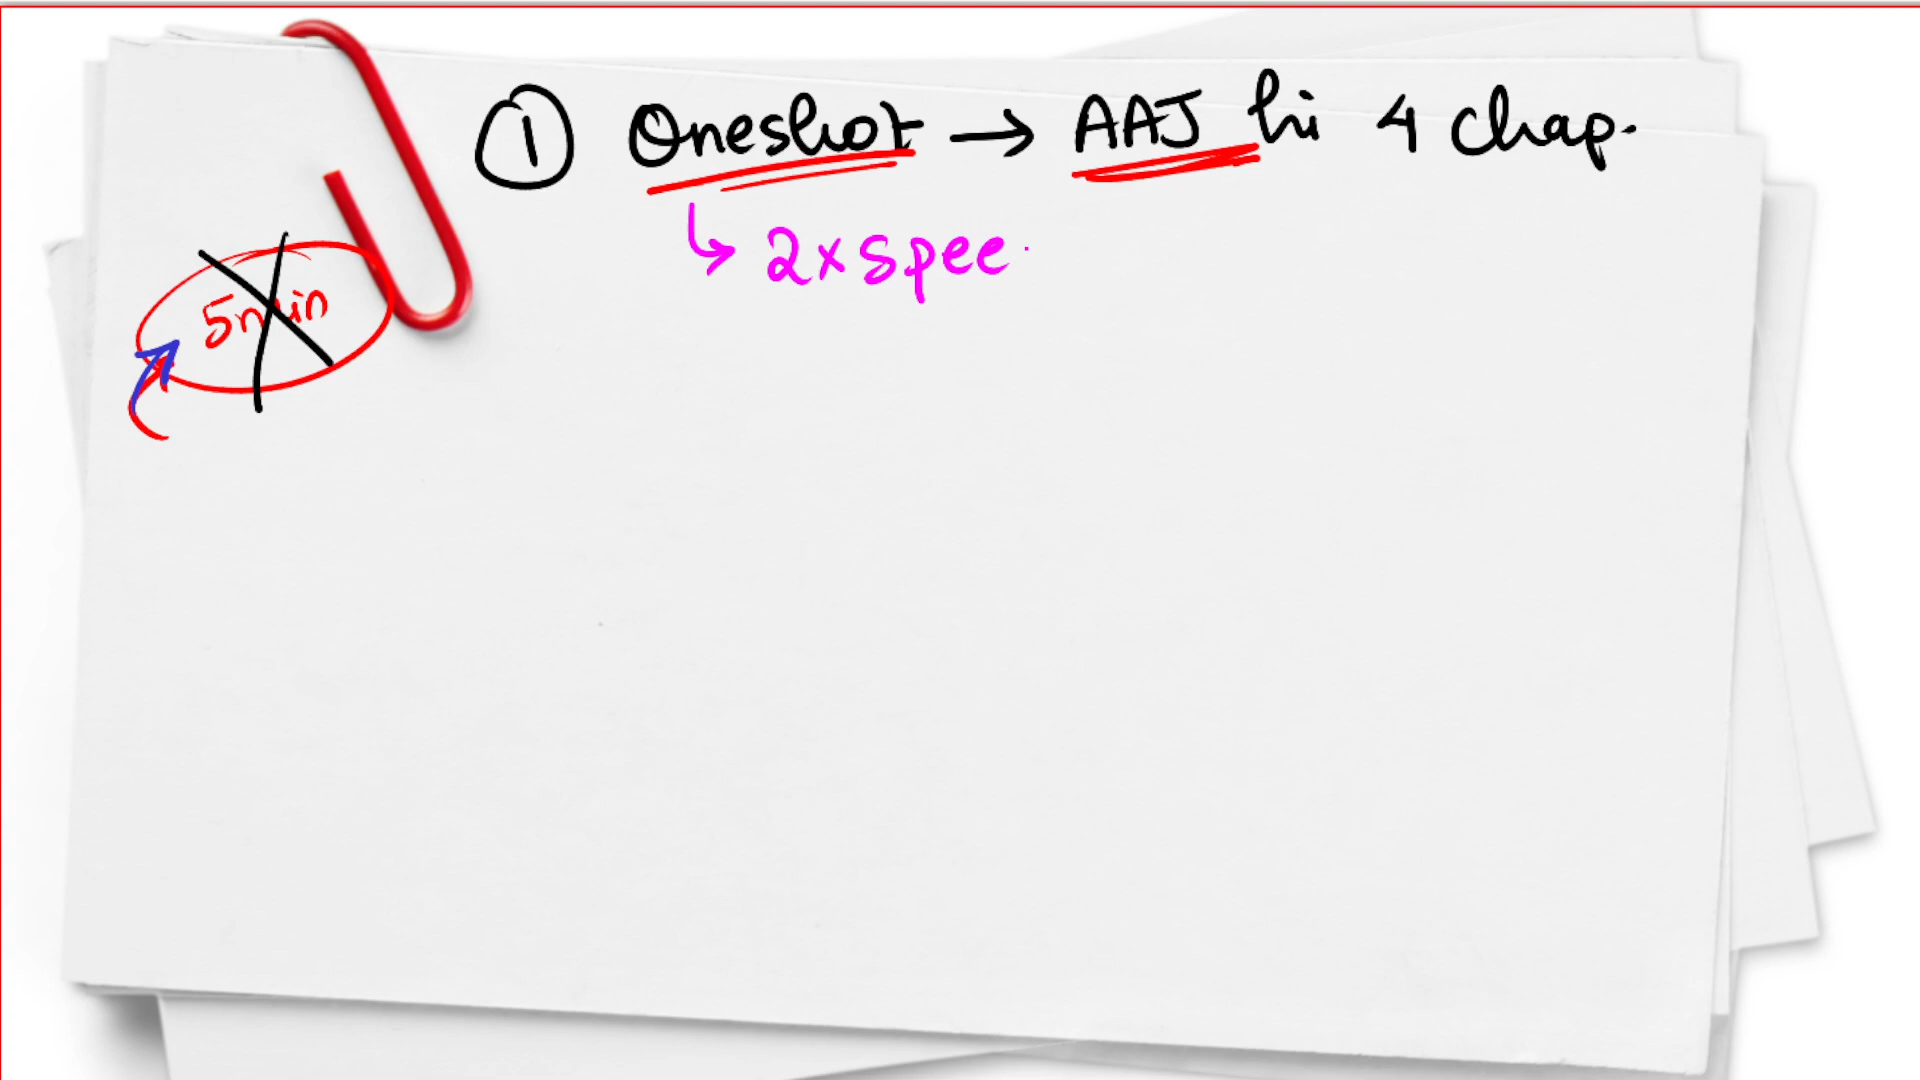 ① Oneshot → AAJ hi 4 chap.
↳ 2x spee.
5min